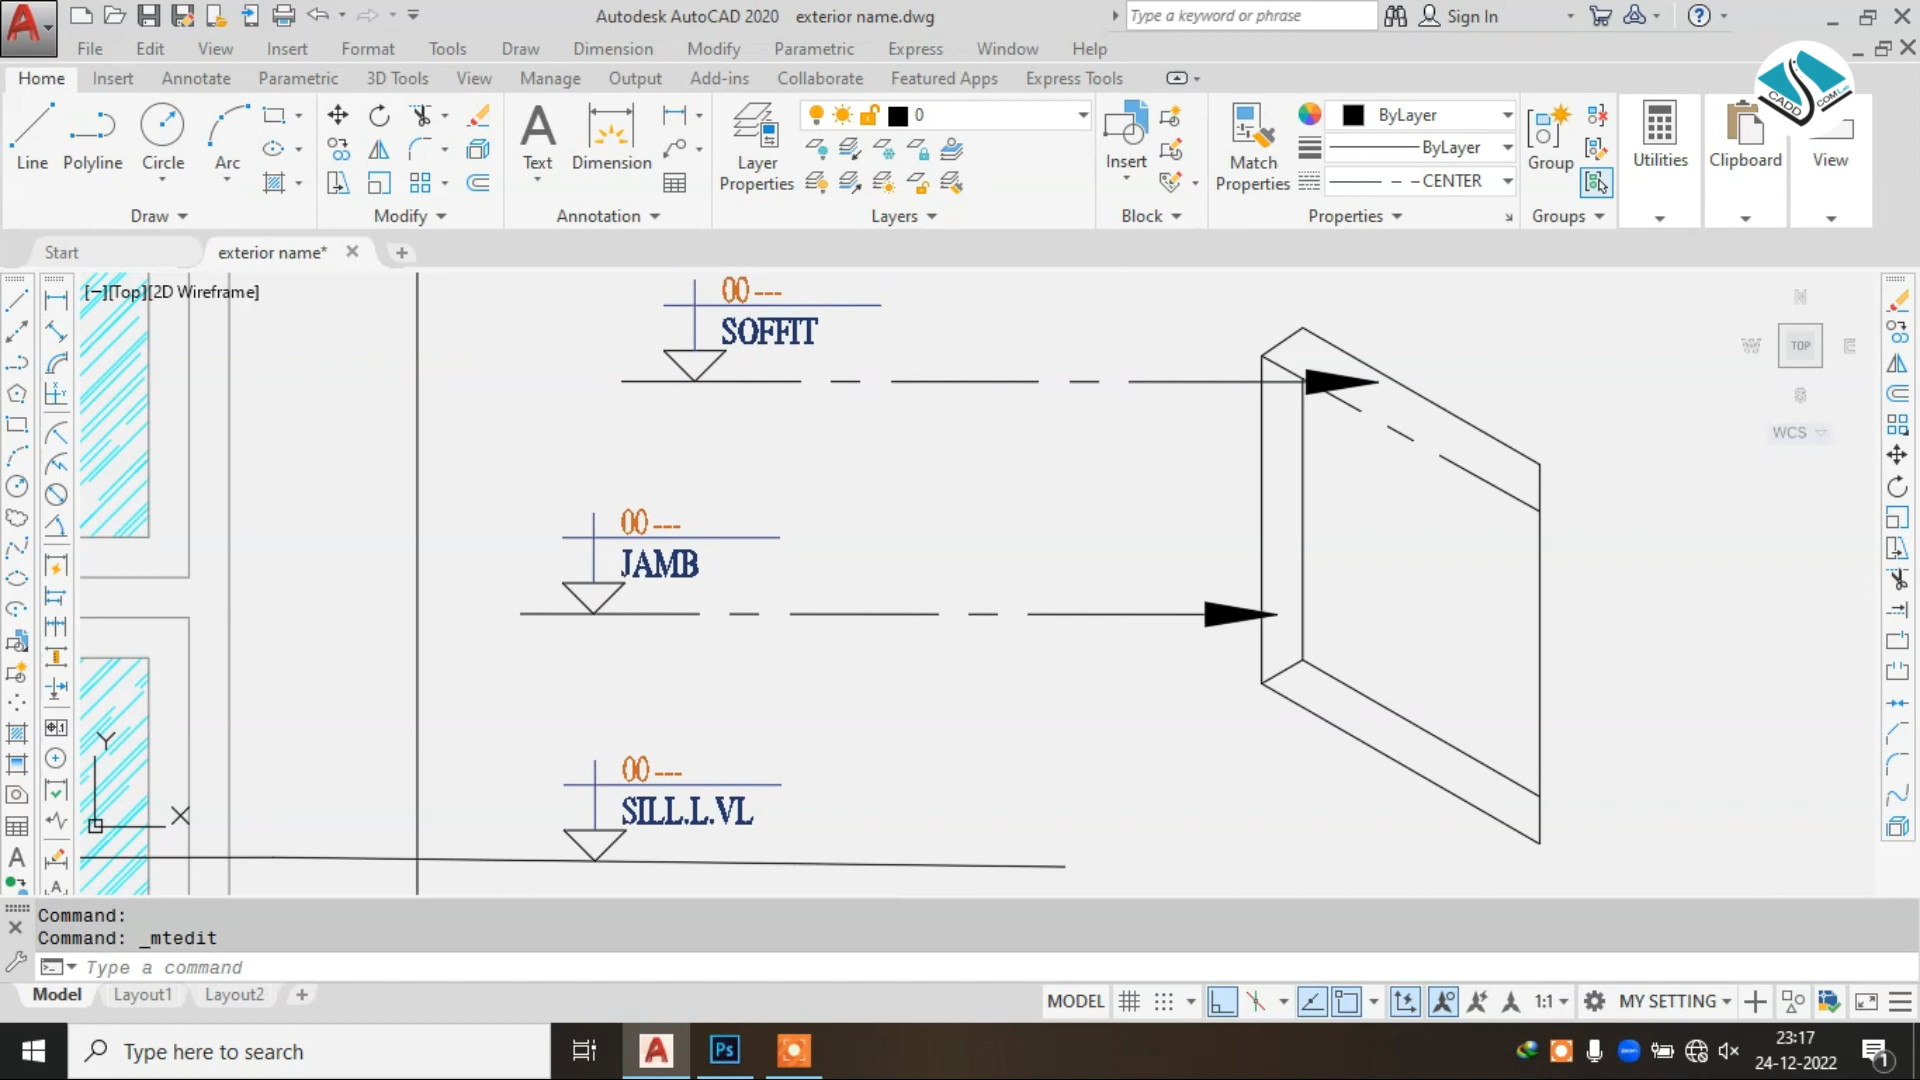 Autodesk AutoCAD 2020 exterior name.dwg
Type a keyword or phrase
Sign In
File Edit View Insert Format Tools Draw Dimension Modify Parametric Express Window Help
Home Insert Annotate Parametric 3D Tools View Manage Output Add-ins Collaborate Featured Apps Express Tools
CADD
COM
0
ByLayer
Line Polyline Circle Arc
Text Dimension
Layer Properties
Insert
Match Properties
ByLayer
CENTER
Group
Utilities Clipboard View
Draw Modify Annotation Layers Block Properties Groups
Start exterior name*
[−][Top][2D Wireframe]
00 ---
SOFFIT
N
W TOP E
S
WCS
00 ---
JAMB
Y
X
00 ---
SILL.L.VL
Command:
Command: _mtedit
Type a command
Model Layout1 Layout2
MODEL 1:1 MY SETTING
Type here to search
Ps
23:17
24-12-2022
1